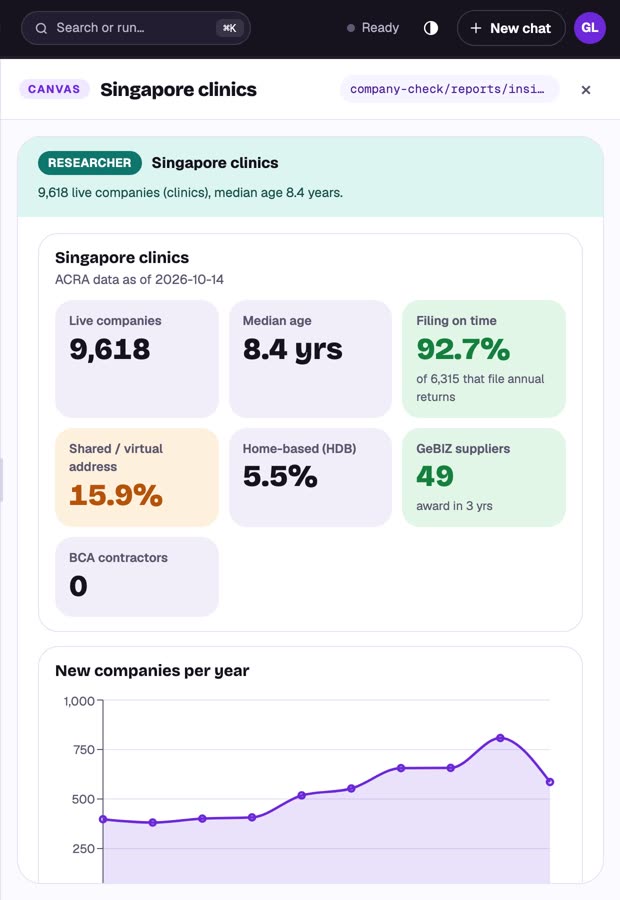 Search or run...
⌘K
Ready
New chat
GL
CANVAS
Singapore clinics
company-check/reports/insi…
RESEARCHER
Singapore clinics
9,618 live companies (clinics), median age 8.4 years.
Singapore clinics
ACRA data as of 2026-10-14
Live companies
9,618
Median age
8.4 yrs
Filing on time
92.7%
of 6,315 that file annual
returns
Shared / virtual
address
15.9%
Home-based (HDB)
5.5%
GeBIZ suppliers
49
award in 3 yrs
BCA contractors
0
New companies per year
1,000
750
500
250